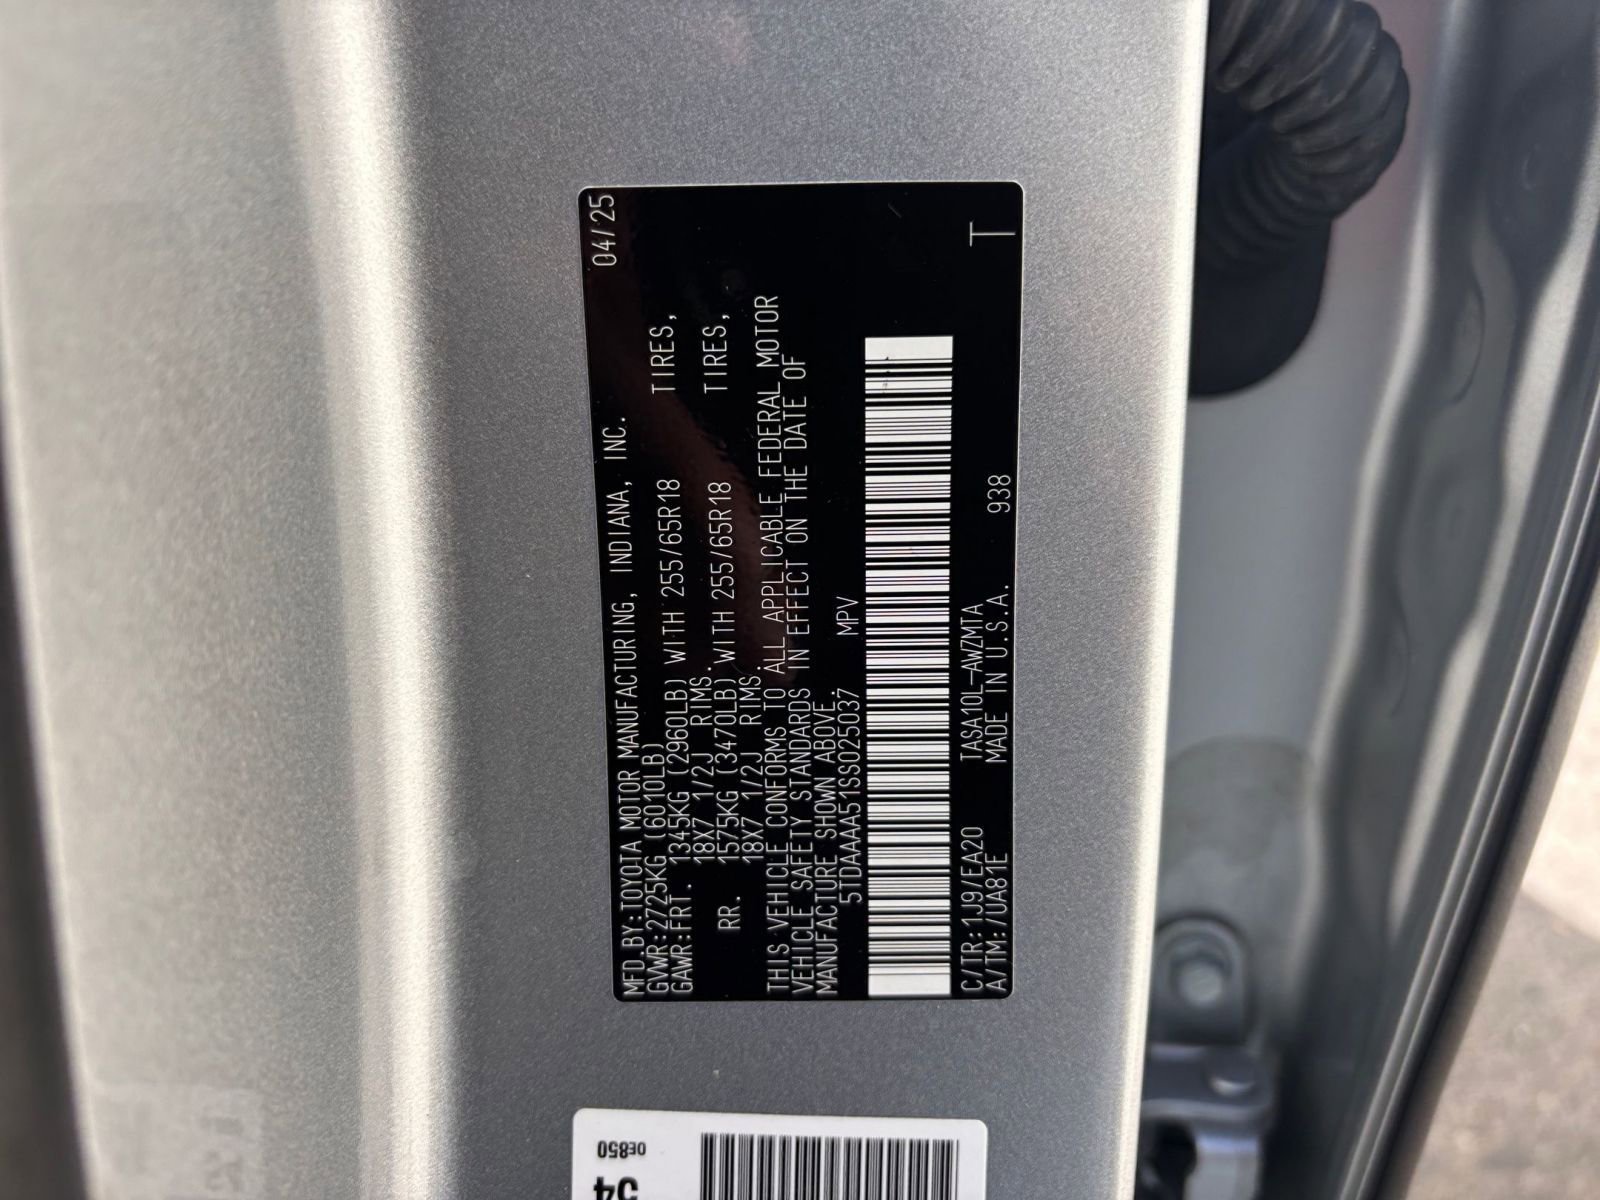 04/25
MFD.BY:TOYOTA MOTOR MANUFACTURING, INDIANA, INC.
GVWR:2725KG(6010LB)
GAWR:FRT. 1345KG (2960LB) WITH 255/65R18 TIRES,
18X7 1/2J RIMS.
RR. 1575KG (3470LB) WITH 255/65R18 TIRES,
18X7 1/2J RIMS.
THIS VEHICLE CONFORMS TO ALL APPLICABLE FEDERAL MOTOR
VEHICLE SAFETY STANDARDS IN EFFECT ON THE DATE OF
MANUFACTURE SHOWN ABOVE.
5TDAAAA51SS025037 MPV
C/TR:1J9/EA20 TASA10L-AWZMTA
A/TM:/UA81E MADE IN U.S.A. 938
T
0E850
54